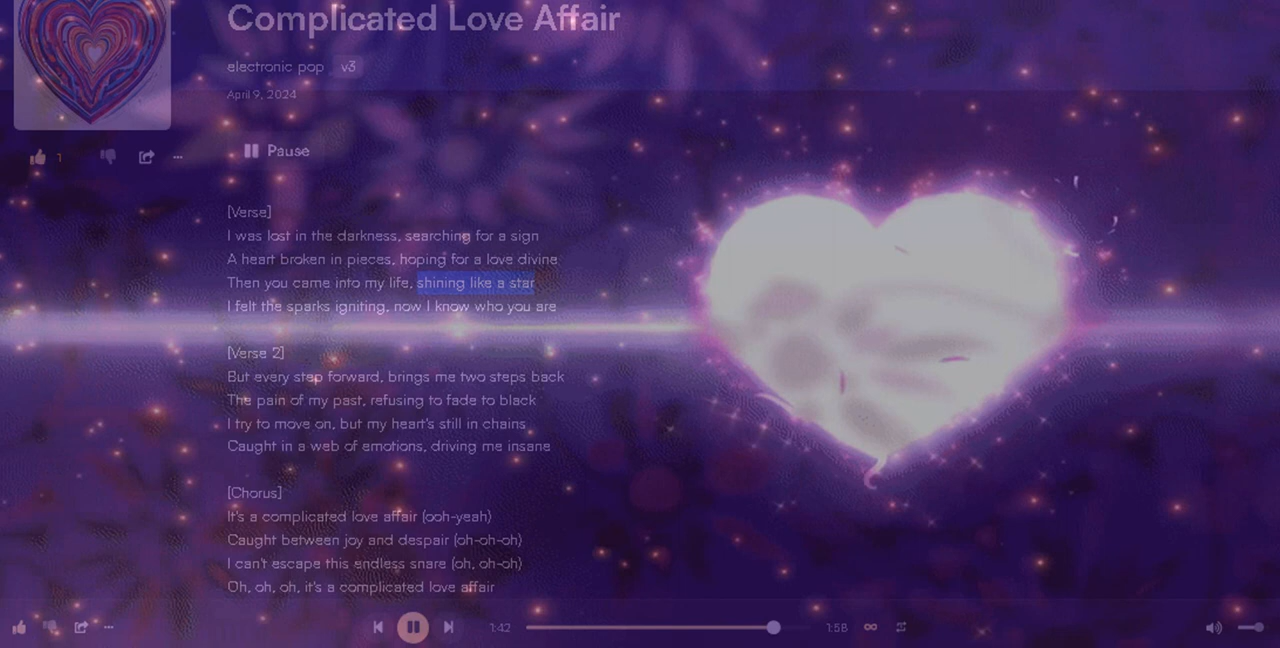 Complicated Love Affair
electronic pop v3
April 9, 2024
1
Pause
[Verse]
I was lost in the darkness, searching for a sign
A heart broken in pieces, hoping for a love divine
Then you came into my life, shining like a star
I felt the sparks igniting, now I know who you are
[Verse 2]
But every step forward, brings me two steps back
The pain of my past, refusing to fade to black
I try to move on, but my heart's still in chains
Caught in a web of emotions, driving me insane
[Chorus]
It's a complicated love affair (ooh-yeah)
Caught between joy and despair (oh-oh-oh)
I can't escape this endless snare (oh, oh-oh)
Oh, oh, oh, it's a complicated love affair
1:42 1:58